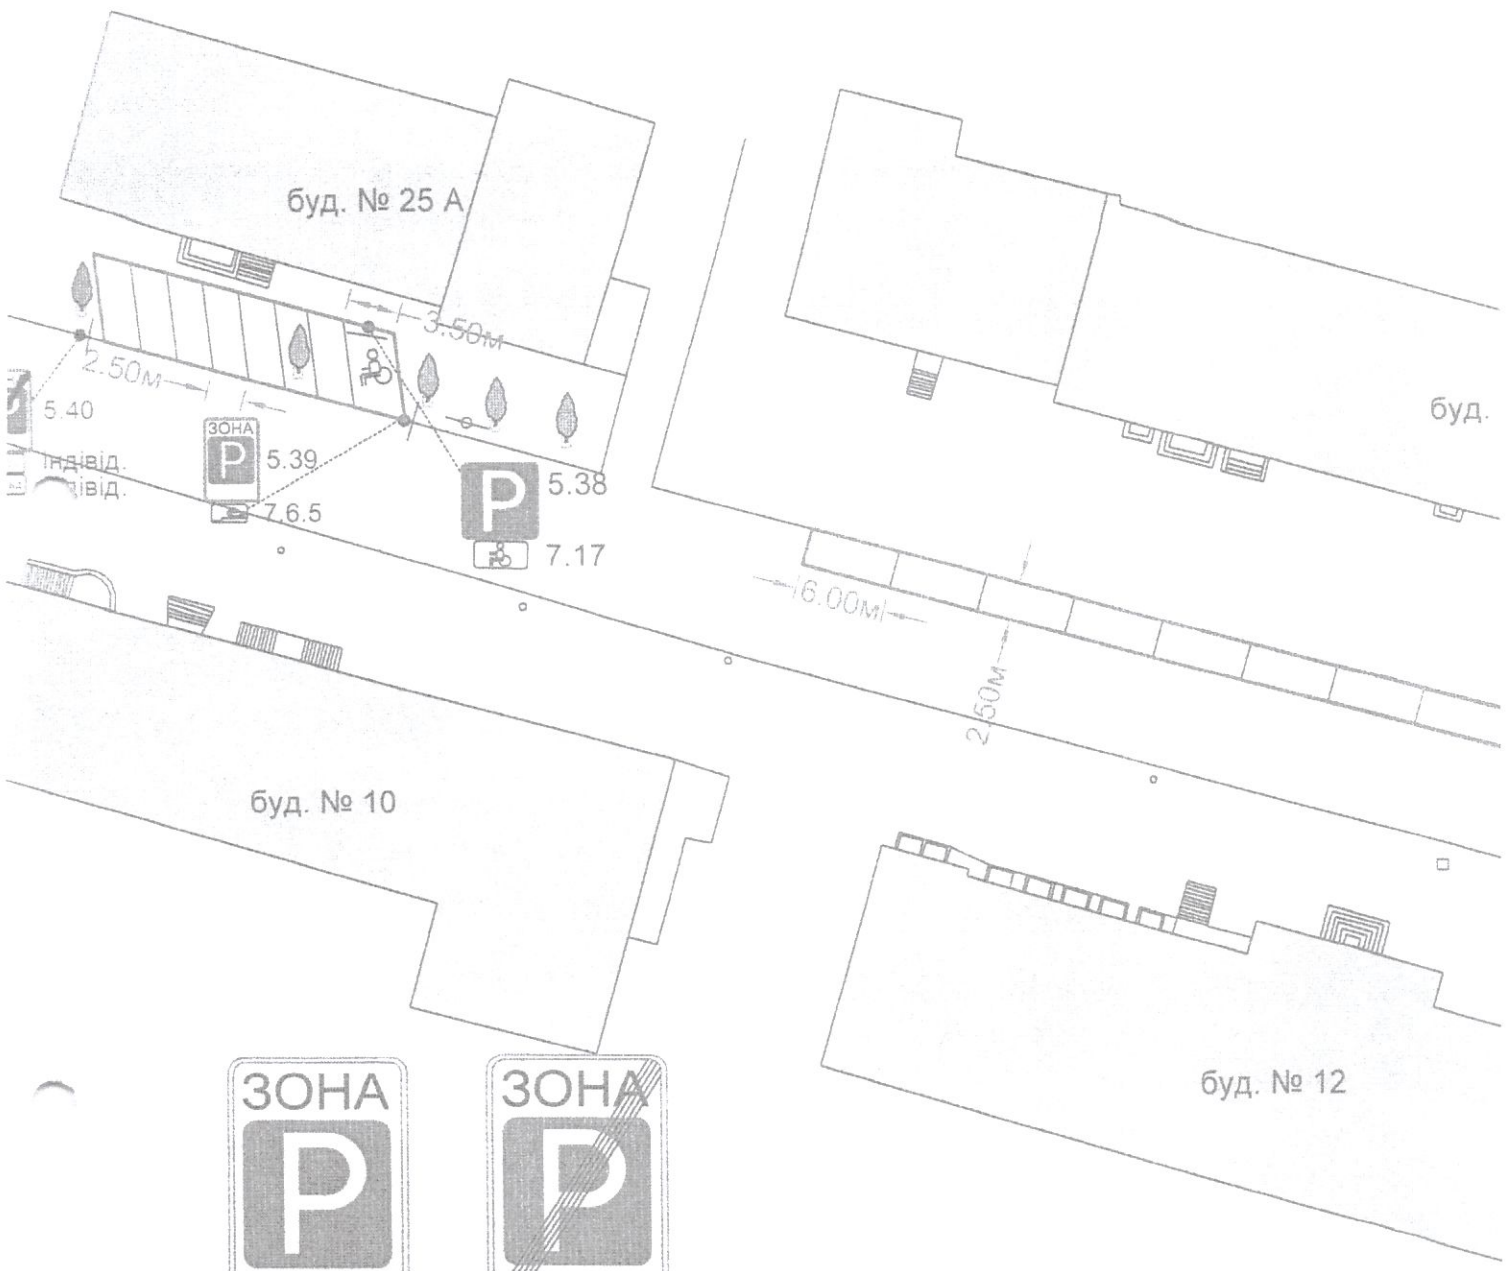 буд. № 25 А
3.50м
2.50м
5.40
ЗОНА
P
5.39
Індивід.
7.6.5
P
5.38
7.17
буд.
6.00м
2.50м
буд. № 10
буд. № 12
ЗОНА
P
ЗОНА
P